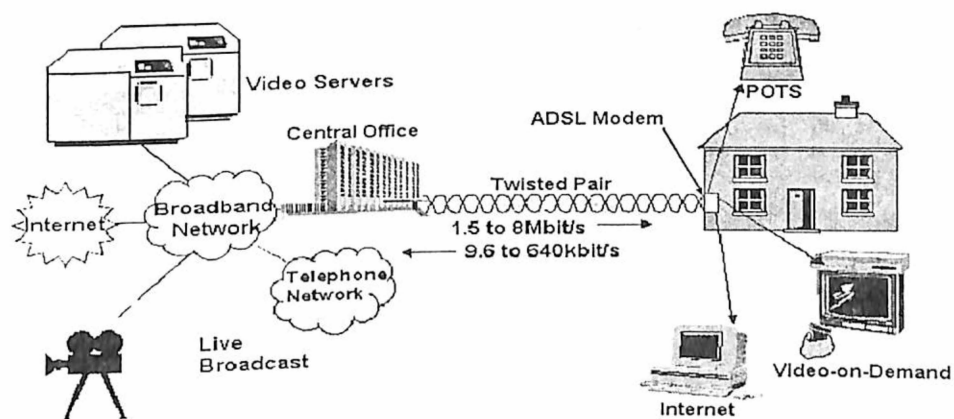 Video Servers
POTS
Central Office
ADSL Modem
Internet
Broadband
Network
Twisted Pair
1.5 to 8Mbit/s
9.6 to 640kbit/s
Telephone
Network
Live
Broadcast
Internet
Video-on-Demand